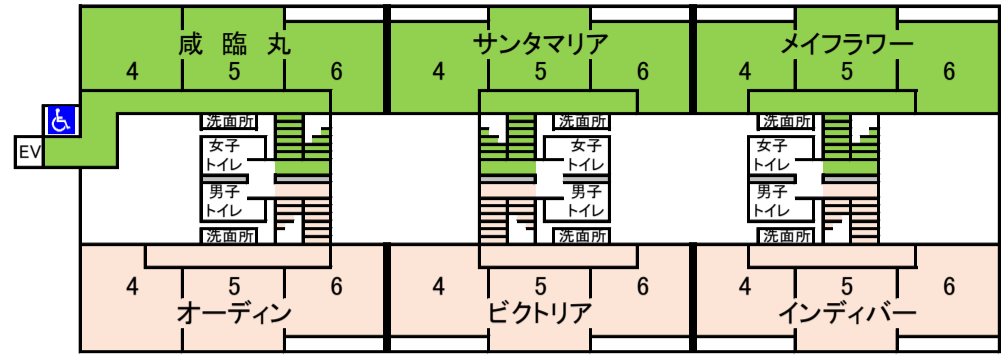 咸 臨 丸
サンタマリア
メイフラワー
4 5 6
4 5 6
4 5 6
EV
洗面所
洗面所
洗面所
女子
トイレ
女子
トイレ
女子
トイレ
男子
トイレ
男子
トイレ
男子
トイレ
洗面所
洗面所
洗面所
4 5 6
4 5 6
4 5 6
オーディン
ビクトリア
インディバー